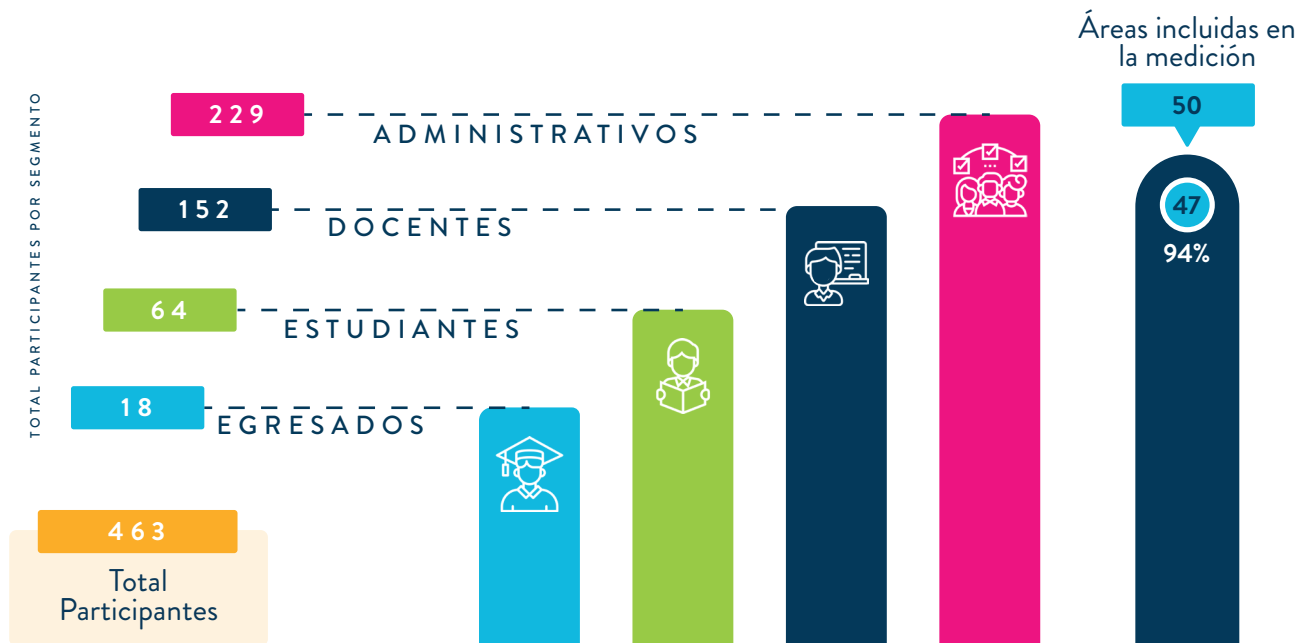 TOTAL PARTICIPANTES POR SEGMENTO
229
ADMINISTRATIVOS
152
DOCENTES
64
ESTUDIANTES
18
EGRESADOS
463
Total
Participantes
Áreas incluidas en
la medición
50
47
94%